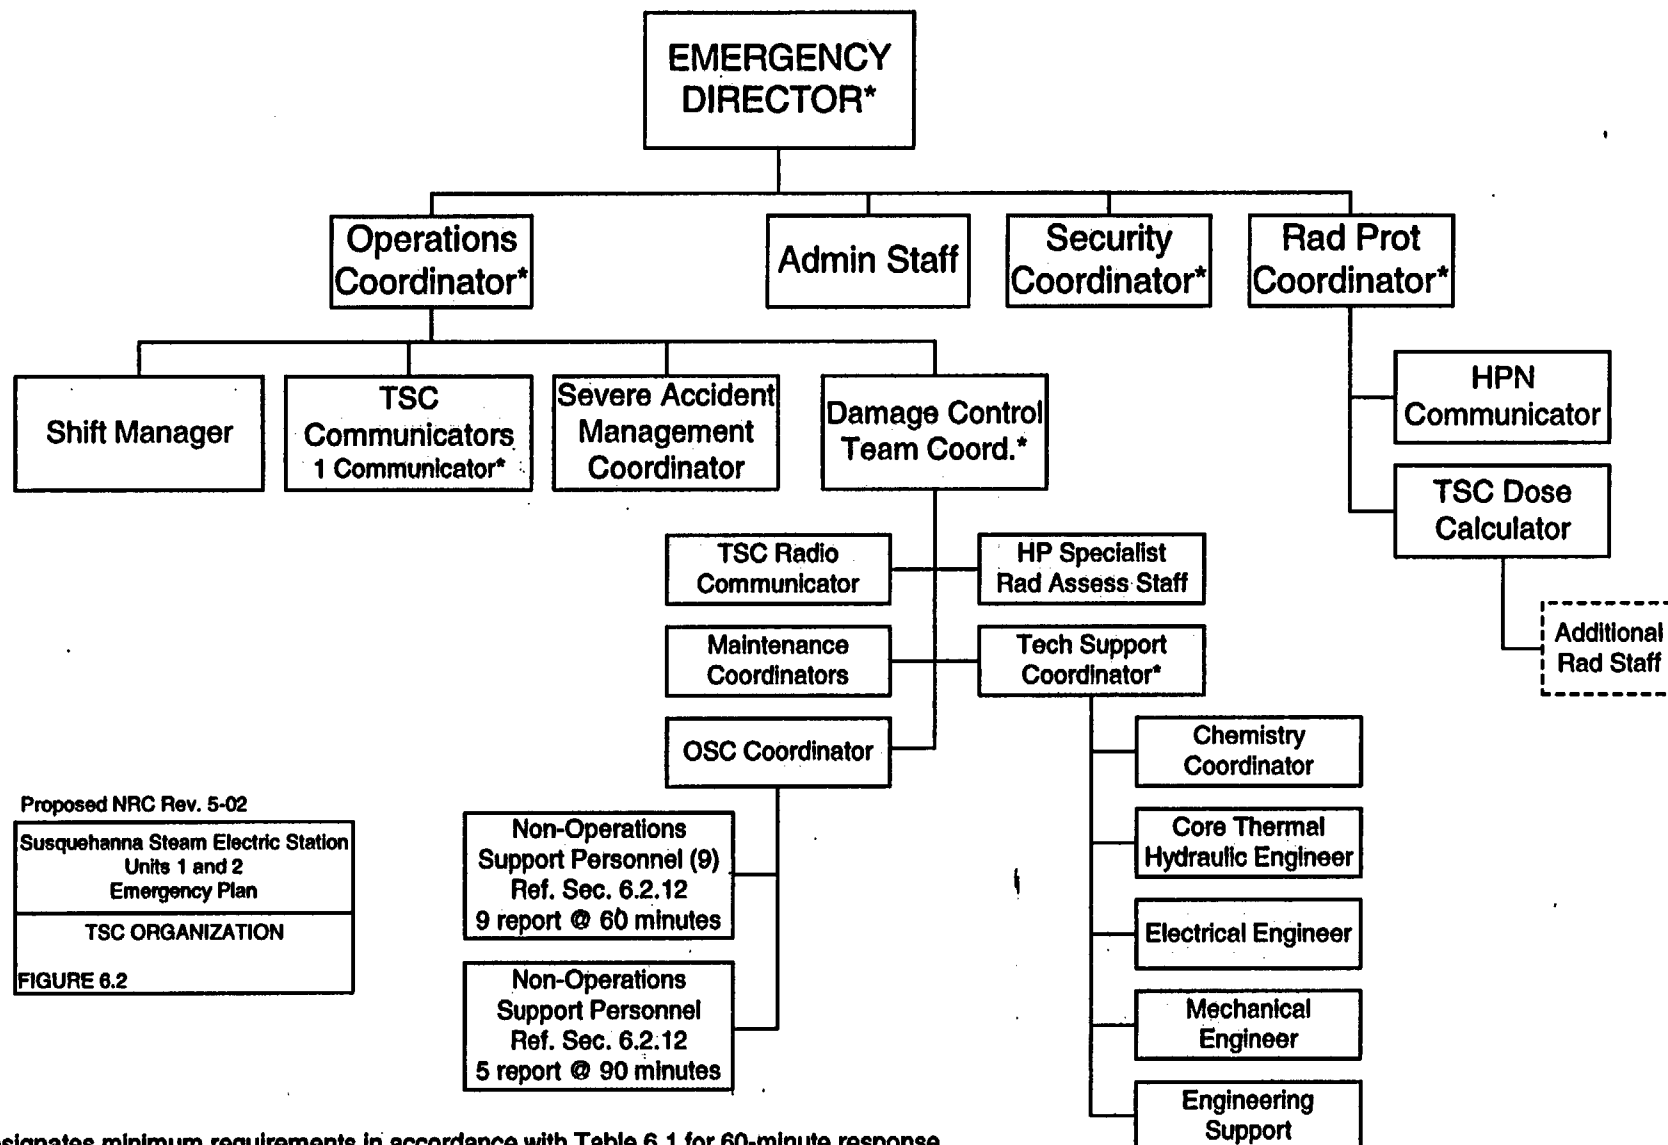 EMERGENCY
DIRECTOR*
Operations
Coordinator*
Admin Staff
Security
Coordinator*
Rad Prot
Coordinator*
Shift Manager
TSC
Communicators
1 Communicator*
Severe Accident
Management
Coordinator
Damage Control
Team Coord.*
HPN
Communicator
TSC Dose
Calculator
Additional
Rad Staff
TSC Radio
Communicator
HP Specialist
Rad Assess Staff
Maintenance
Coordinators
Tech Support
Coordinator*
OSC Coordinator
Chemistry
Coordinator
Core Thermal
Hydraulic Engineer
Electrical Engineer
Mechanical
Engineer
Engineering
Support
Non-Operations
Support Personnel (9)
Ref. Sec. 6.2.12
9 report @ 60 minutes
Non-Operations
Support Personnel
Ref. Sec. 6.2.12
5 report @ 90 minutes
Proposed NRC Rev. 5-02
Susquehanna Steam Electric Station
Units 1 and 2
Emergency Plan
TSC ORGANIZATION
FIGURE 6.2
minimum requirements in accordance with Table 6.1 for 60-minute response